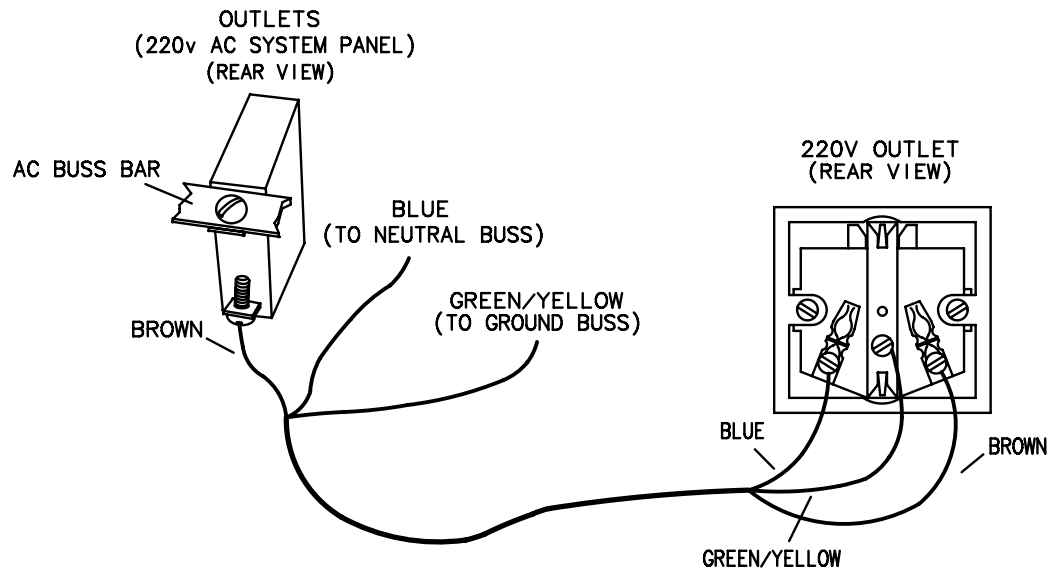 OUTLETS
(220v AC SYSTEM PANEL)
(REAR VIEW)
AC BUSS BAR
220V OUTLET
(REAR VIEW)
BLUE
(TO NEUTRAL BUSS)
GREEN/YELLOW
(TO GROUND BUSS)
BROWN
BLUE
BROWN
GREEN/YELLOW